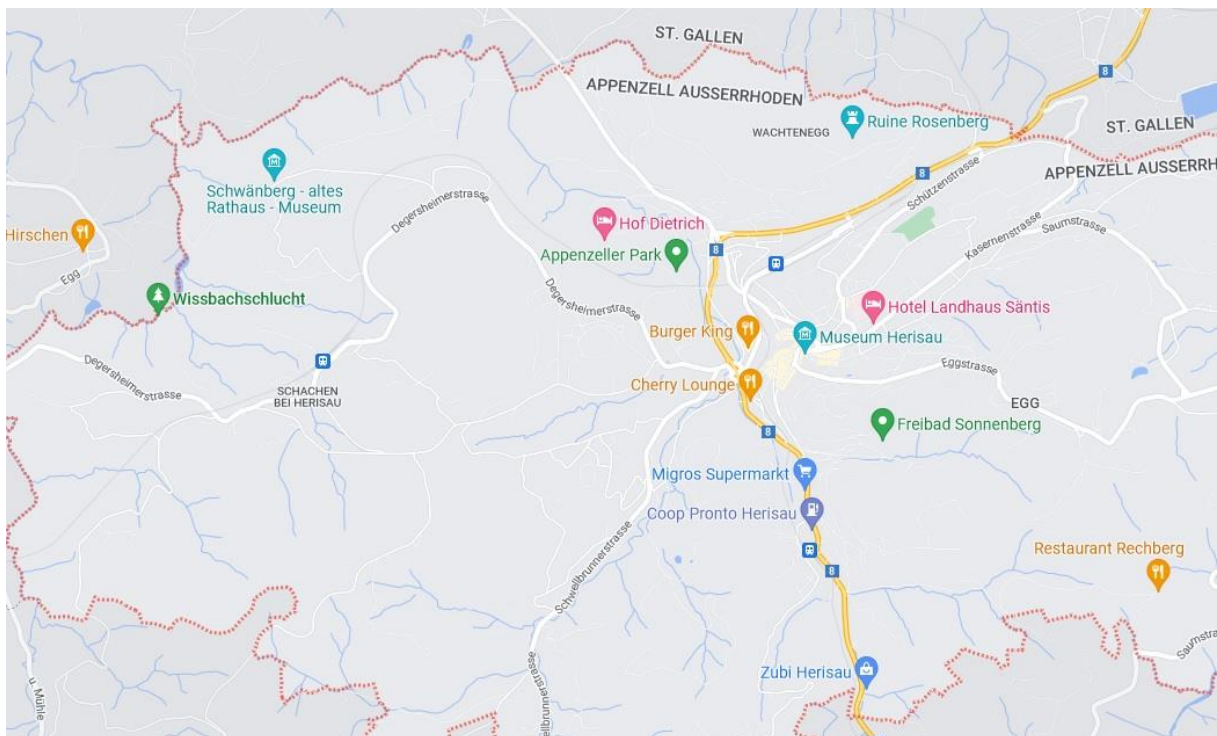 ST. GALLEN
8
APPENZELL AUSSERRHODEN
Ruine Rosenberg
WACHTENEGG
ST. GALLEN
8
APPENZELL AUSSERRH
Schwänberg - altes
Rathaus - Museum
Degersheimerstrasse
Schützenstrasse
Hirschen
Hof Dietrich
Kasernenstrasse
Saumstrasse
8
Appenzeller Park
Egg
Wissbachschlucht
Degersheimerstrasse
Hotel Landhaus Säntis
Burger King
Museum Herisau
Degersheimerstrasse
Eggstrasse
SCHACHEN
BEI HERISAU
Cherry Lounge
EGG
8
Freibad Sonnenberg
Migros Supermarkt
Coop Pronto Herisau
Restaurant Rechberg
8
Schwellbrunnerstrasse
Zubi Herisau
Saumstra
u. Mühle
llbrunnerstrasse